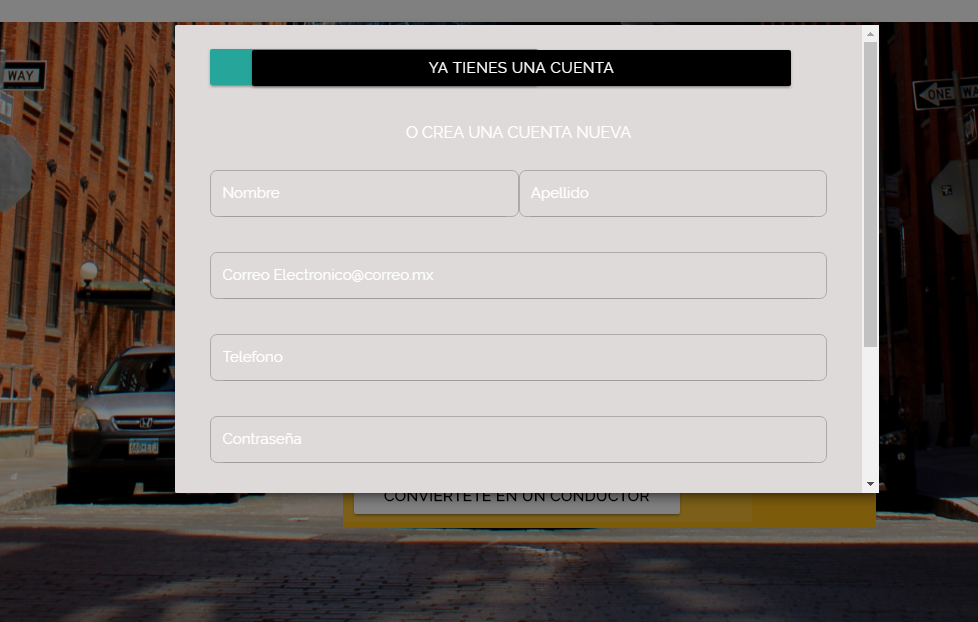 WAY
YA TIENES UNA CUENTA
ONE WA
O CREA UNA CUENTA NUEVA
Nombre
Apellido
Correo Electronico@correo.mx
Telefono
Contraseña
CONVIERTETE EN UN CONDUCTOR